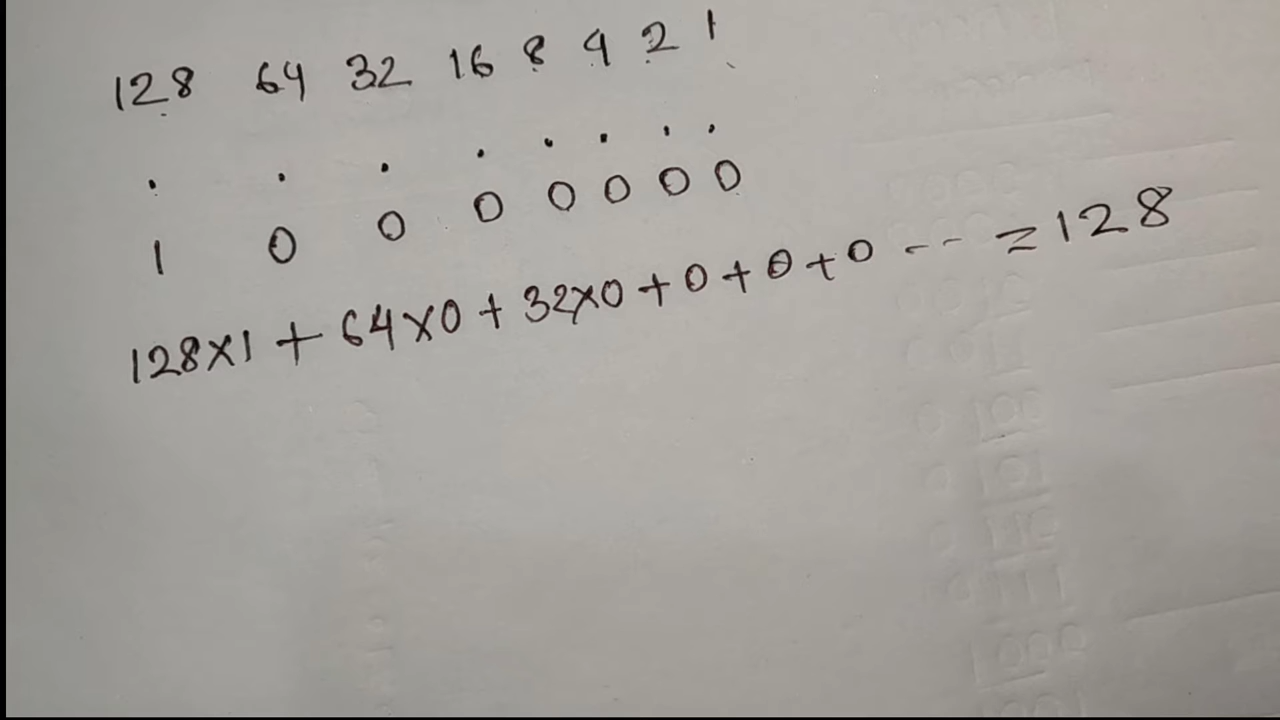 128 64 32 16 8 4 2 1
. . . . . . . .
1 0 0 0 0 0 0 0
128×1 + 64×0 + 32×0 + 0 + 0 + 0 -- = 128